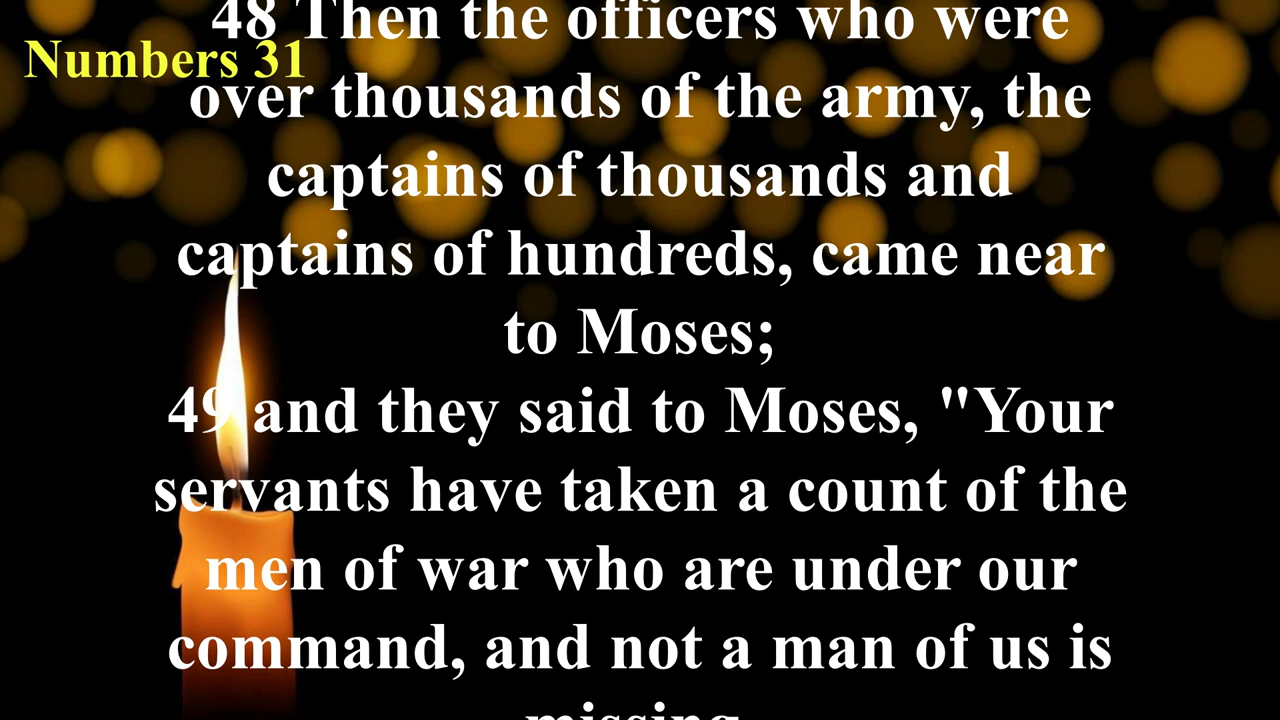 48 Then the officers who were
Numbers 31
over thousands of the army, the
captains of thousands and
captains of hundreds, came near
to Moses;
49 and they said to Moses, "Your
servants have taken a count of the
men of war who are under our
command, and not a man of us is
missing